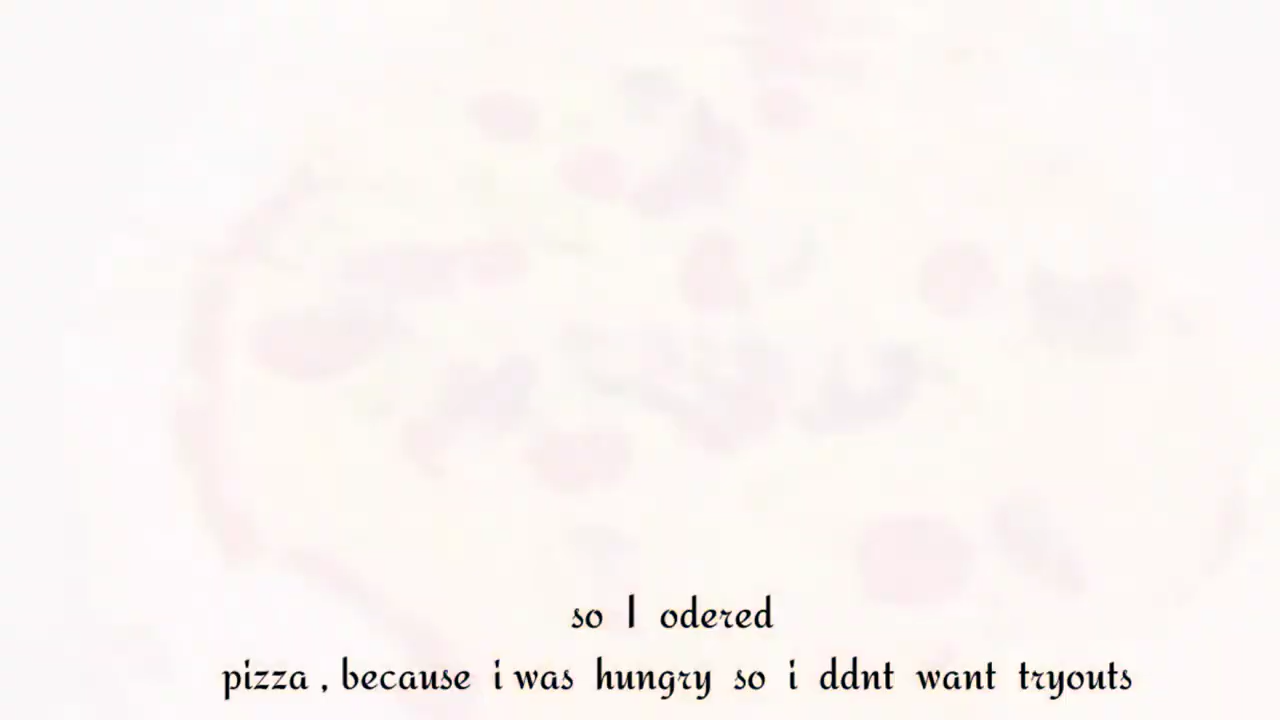 so I odered
pizza , because i was hungry so i ddnt want tryouts